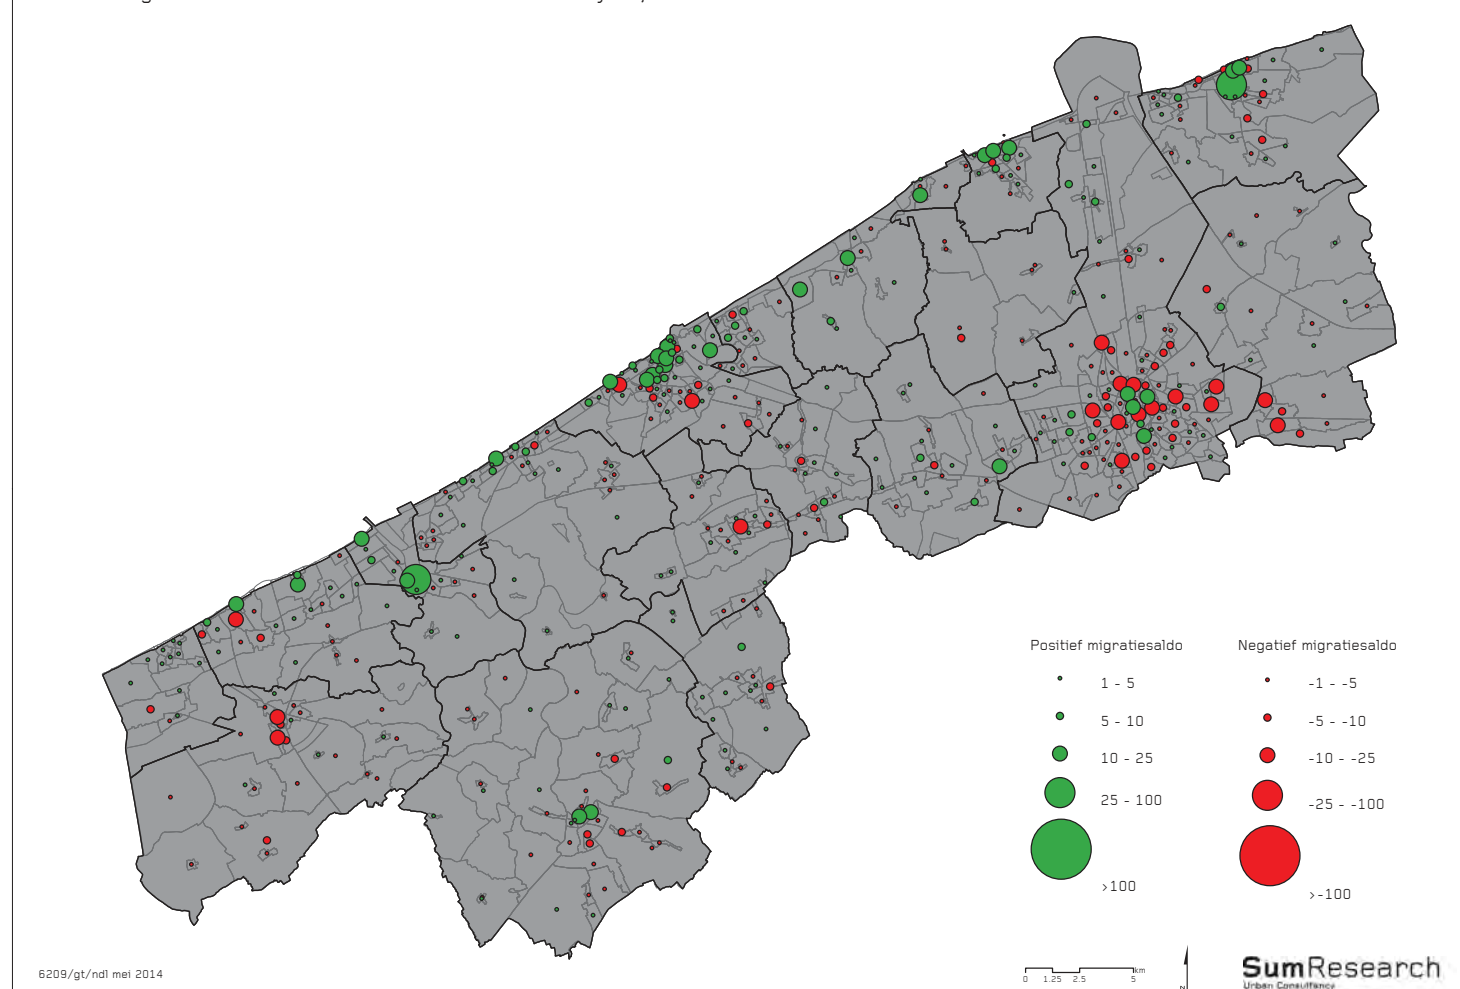 Positief migratiesaldo
1 - 5
5 - 10
10 - 25
25 - 100
>100
Negatief migratiesaldo
-1 - -5
-5 - -10
-10 - -25
-25 - -100
>-100
6209/gt/ndl mei 2014
km
0 1.25 2.5 5
N
SumResearch
Urban Consultancy